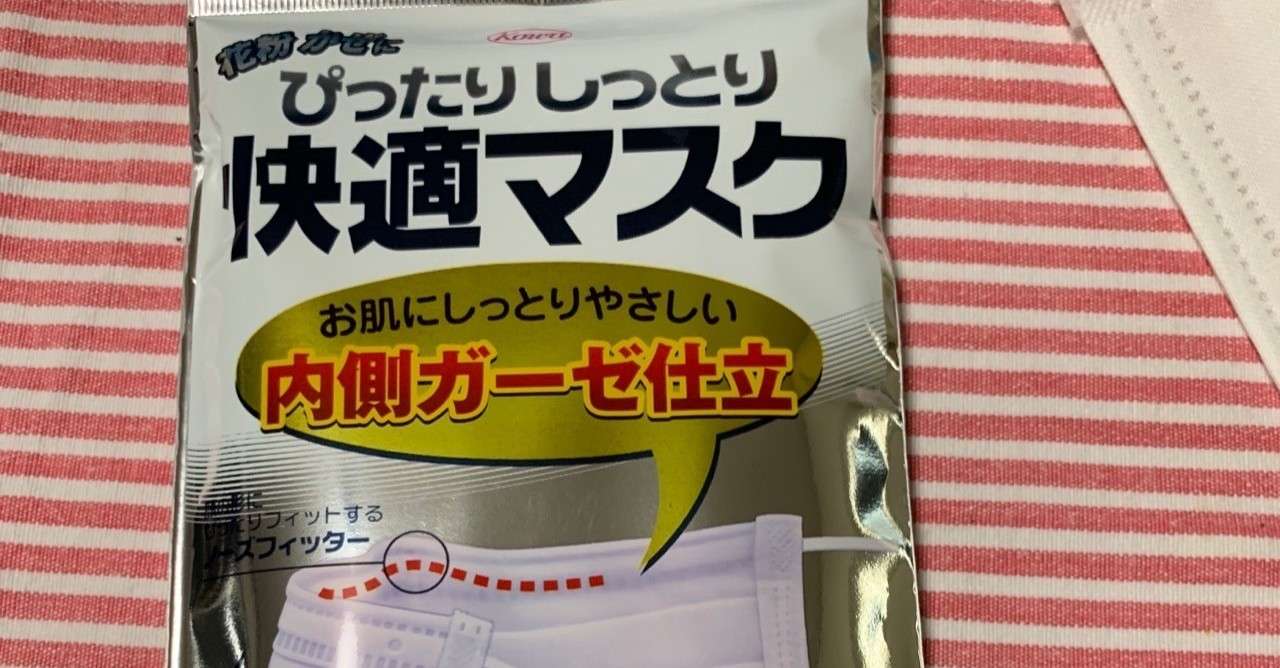 花粉 かぜに
Kowa
ぴったりしっとり
快適マスク
お肌にしっとりやさしい
内側ガーゼ仕立
フィットする
ノーズフィッター